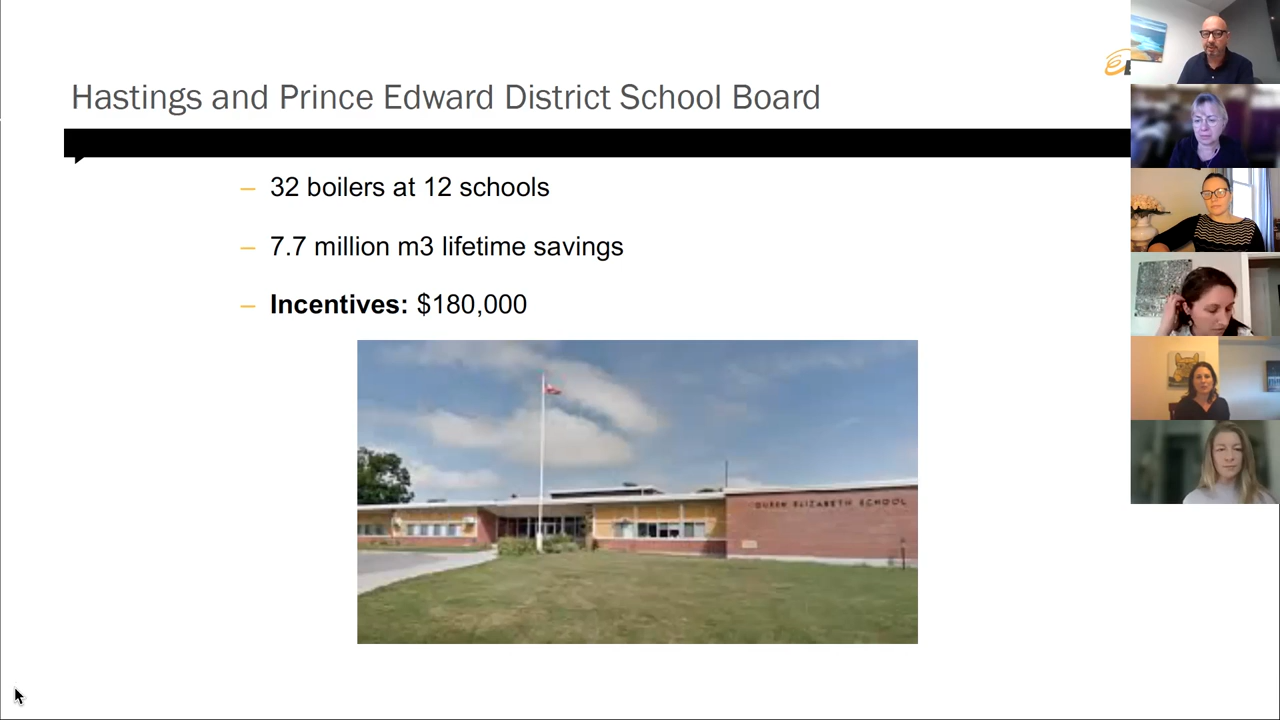 Hastings and Prince Edward District School Board
– 32 boilers at 12 schools
– 7.7 million m3 lifetime savings
– Incentives: $180,000
QUEEN ELIZABETH SCHOOL